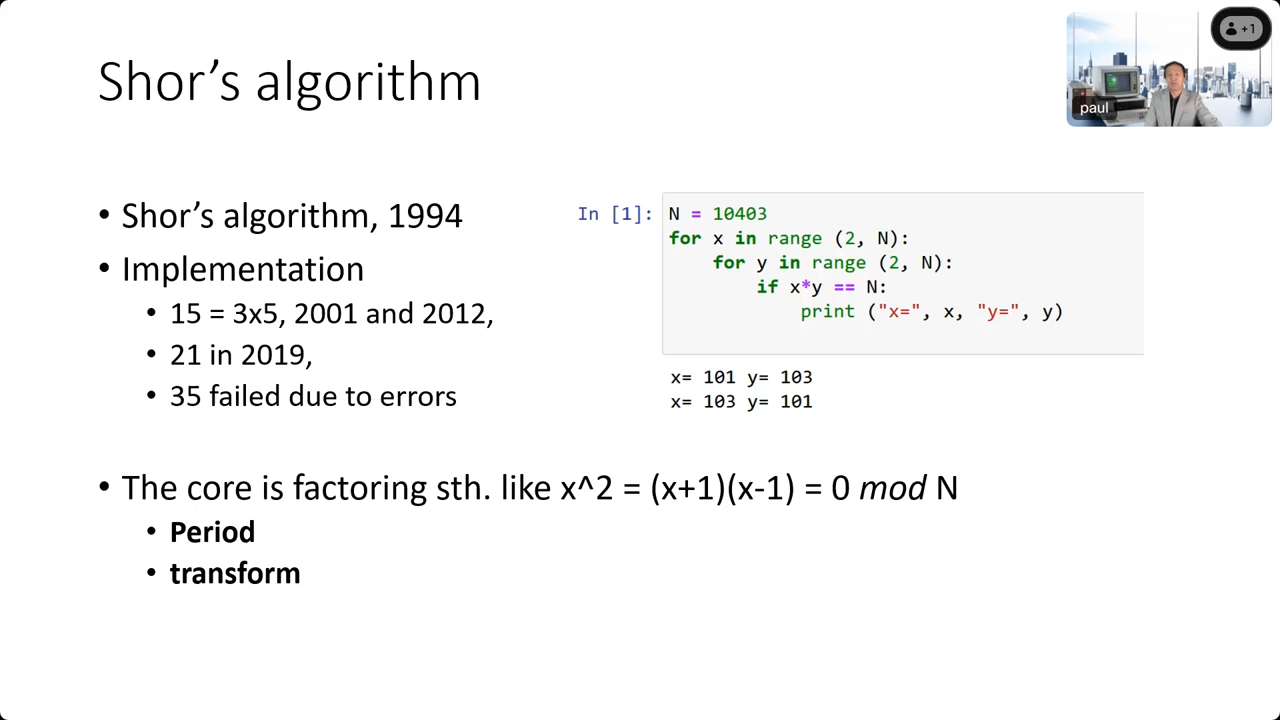 Shor's algorithm
+1
paul
• Shor's algorithm, 1994
• Implementation
• 15 = 3x5, 2001 and 2012,
• 21 in 2019,
• 35 failed due to errors
In [1]:
N = 10403
for x in range (2, N):
    for y in range (2, N):
        if x*y == N:
            print ("x=", x, "y=", y)
x= 101 y= 103
x= 103 y= 101
• The core is factoring sth. like x^2 = (x+1)(x-1) = 0 mod N
• Period
• transform